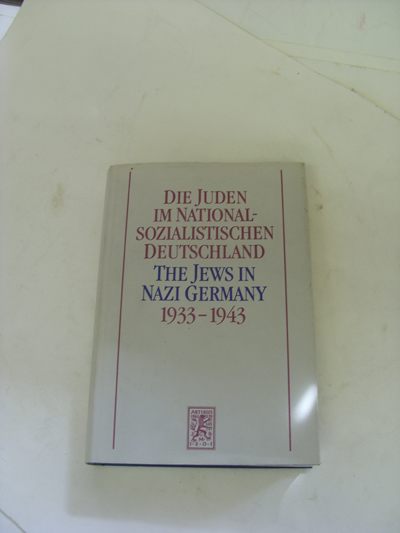 DIE JUDEN
IM NATIONAL-
SOZIALISTISCHEN
DEUTSCHLAND
THE JEWS IN
NAZI GERMANY
1933–1943